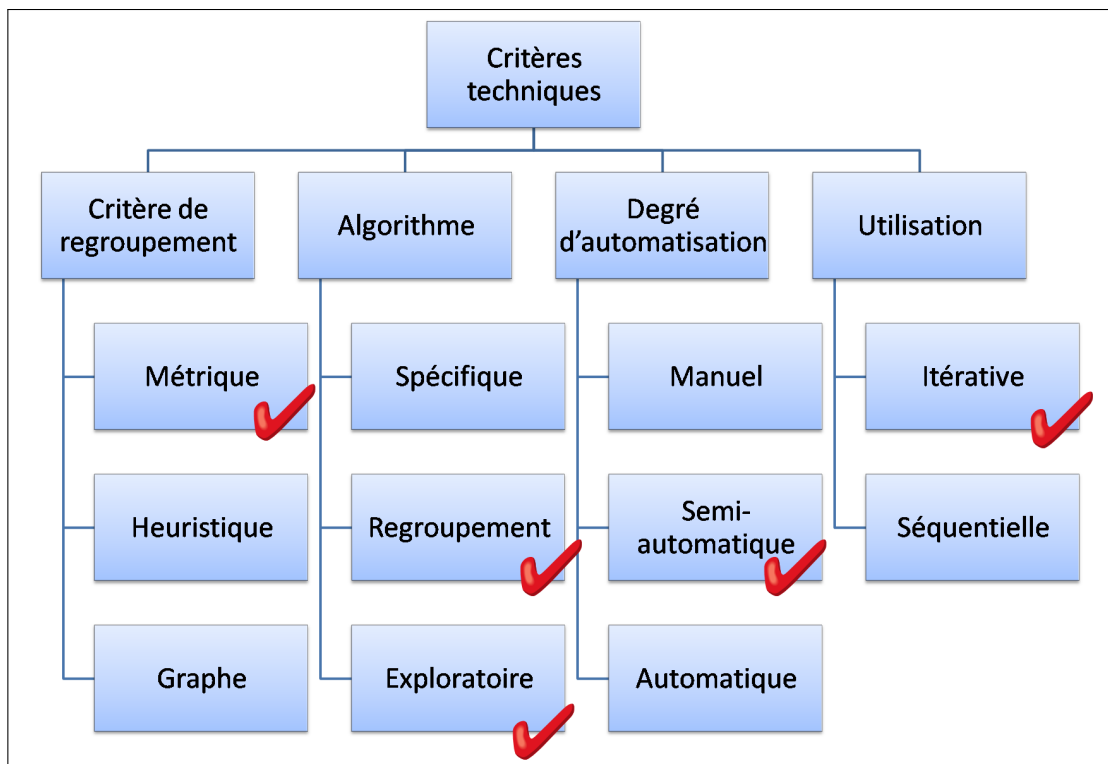 Critères
techniques
Critère de
regroupement
Algorithme
Degré
d'automatisation
Utilisation
Métrique
Spécifique
Manuel
Itérative
Heuristique
Regroupement
Semi-
automatique
Séquentielle
Graphe
Exploratoire
Automatique